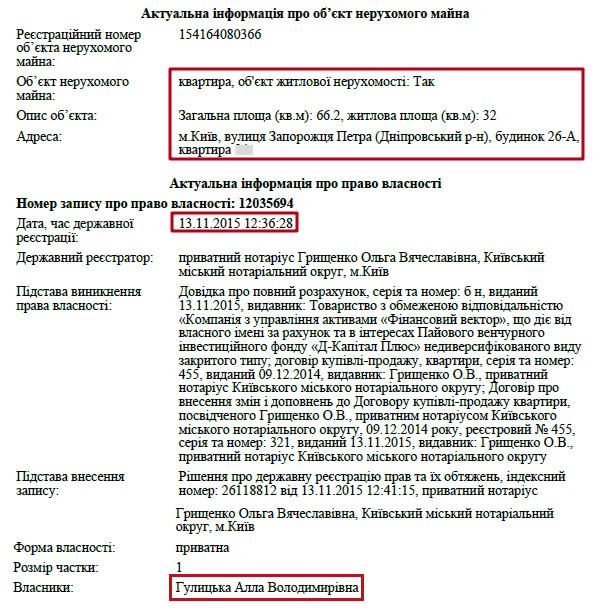 Актуальна інформація про об’єкт нерухомого майна
Реєстраційний номер об’єкта нерухомого майна: 154164080366
Об’єкт нерухомого майна: квартира, об'єкт житлової нерухомості: Так
Опис об’єкта: Загальна площа (кв.м): 66.2, житлова площа (кв.м): 32
Адреса: м.Київ, вулиця Запорожця Петра (Дніпровський р-н), будинок 26-А,
квартира
Актуальна інформація про право власності
Номер запису про право власності: 12035694
Дата, час державної реєстрації: 13.11.2015 12:36:28
Державний реєстратор: приватний нотаріус Грищенко Ольга Вячеславівна, Київський
міський нотаріальний округ, м.Київ
Підстава виникнення права власності: Довідка про повний розрахунок, серія та номер: б н, виданий
13.11.2015, видавник: Товариство з обмеженою відповідальністю
«Компанія з управління активами «Фінансовий вектор», що діє від
власного імені за рахунок та в інтересах Пайового венчурного
інвестиційного фонду «Д-Капітал Плюс» недиверсифікованого виду
закритого типу; договір купівлі-продажу, квартири, серія та номер:
455, виданий 09.12.2014, видавник: Грищенко О.В., приватний
нотаріус Київського міського нотаріального округу; Договір про
внесення змін і доповнень до Договору купівлі-продажу квартири,
посвідченого Грищенко О.В., приватним нотаріусом Київського
міського нотаріального округу, 09.12.2014 року, реєстровий № 455,
серія та номер: 321, виданий 13.11.2015, видавник: Грищенко О.В.,
приватний нотаріус Київського міського нотаріального округу
Підстава внесення запису: Рішення про державну реєстрацію прав та їх обтяжень, індексний
номер: 26118812 від 13.11.2015 12:41:15, приватний нотаріус
Грищенко Ольга Вячеславівна, Київський міський нотаріальний
округ, м.Київ
Форма власності: приватна
Розмір частки: 1
Власники: Гулицька Алла Володимирівна